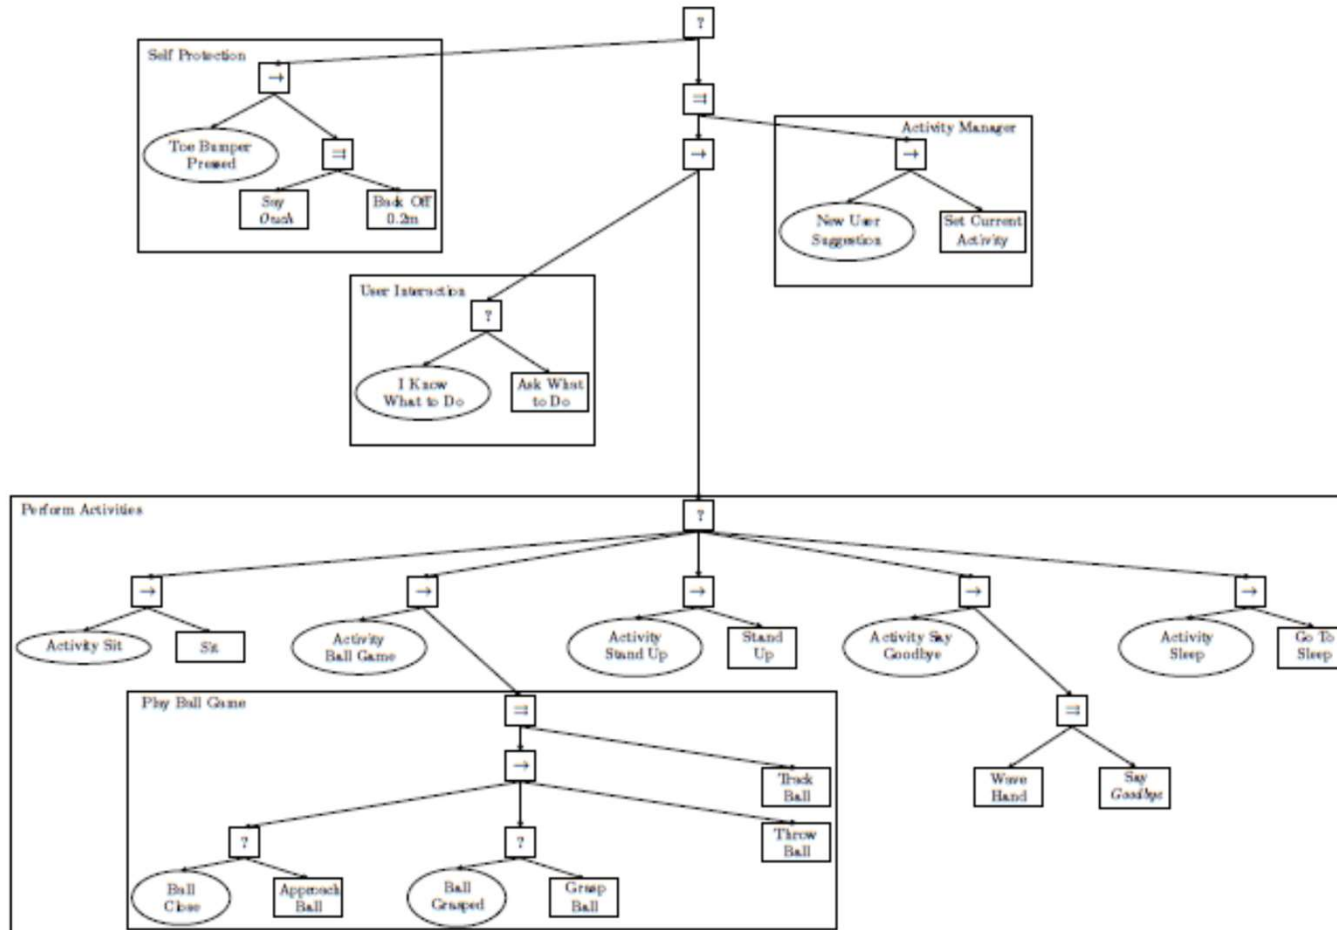 ?
Self Protection
→
⇉
Activity Manager
→
→
Toe Bumper
Pressed
⇉
Say
Ouch
Back Off
0.2m
New User
Suggestion
Set Current
Activity
User Interaction
?
I Know
What to Do
Ask What
to Do
Perform Activities
?
→
→
→
→
→
Activity Sit
Sit
Activity
Ball Game
Activity
Stand Up
Stand
Up
Activity Say
Goodbye
Activity
Sleep
Go To
Sleep
Play Ball Game
⇉
⇉
→
Track
Ball
Wave
Hand
Say
Goodbye
?
?
Throw
Ball
Ball
Close
Approach
Ball
Ball
Grasped
Grasp
Ball